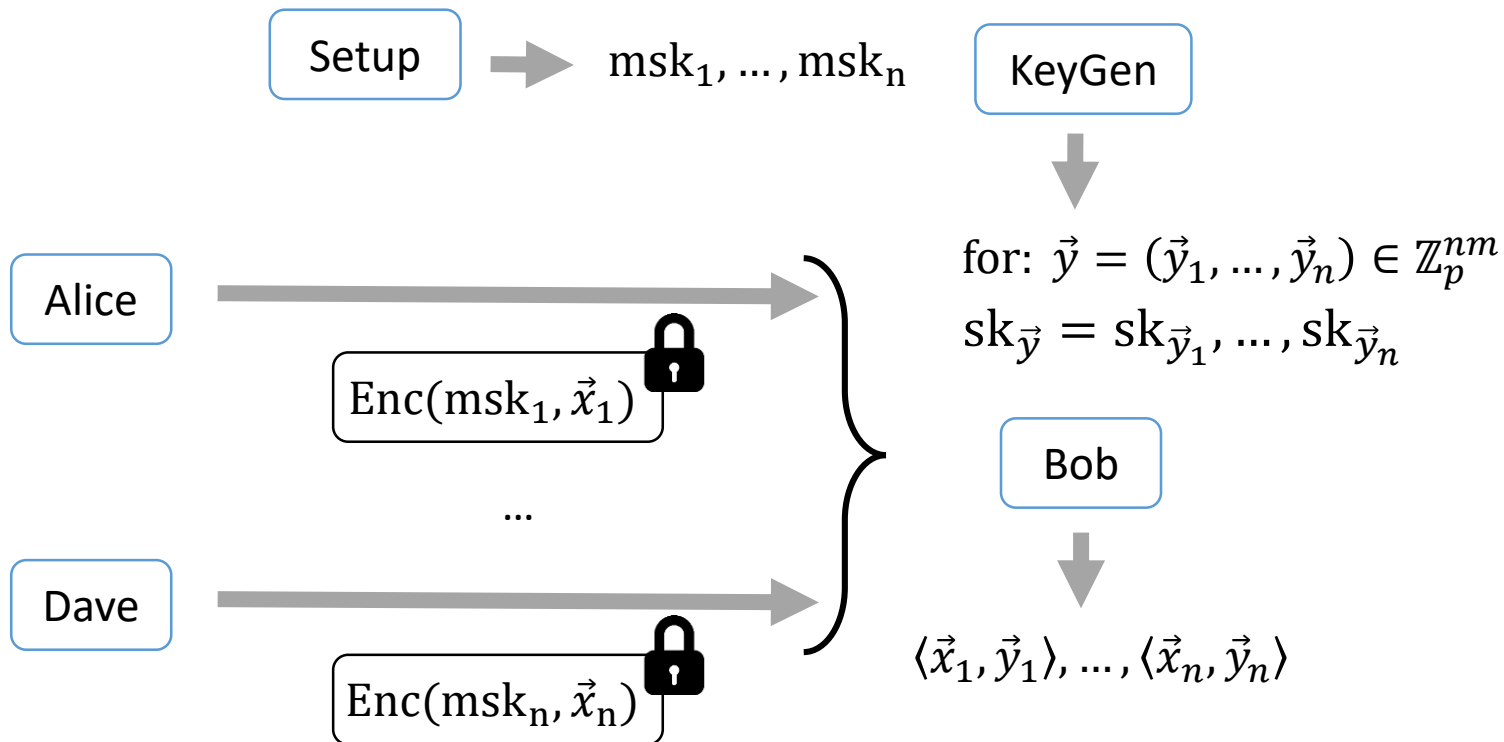 Setup
msk₁, ... , mskₙ
KeyGen
for: y⃗ = (y⃗₁, ... , y⃗ₙ) ∈ ℤₚⁿᵐ
sk_y⃗ = sk_y⃗₁, ... , sk_y⃗ₙ
Alice
Enc(msk₁, x⃗₁)
...
Bob
Dave
Enc(mskₙ, x⃗ₙ)
⟨x⃗₁, y⃗₁⟩, ... , ⟨x⃗ₙ, y⃗ₙ⟩